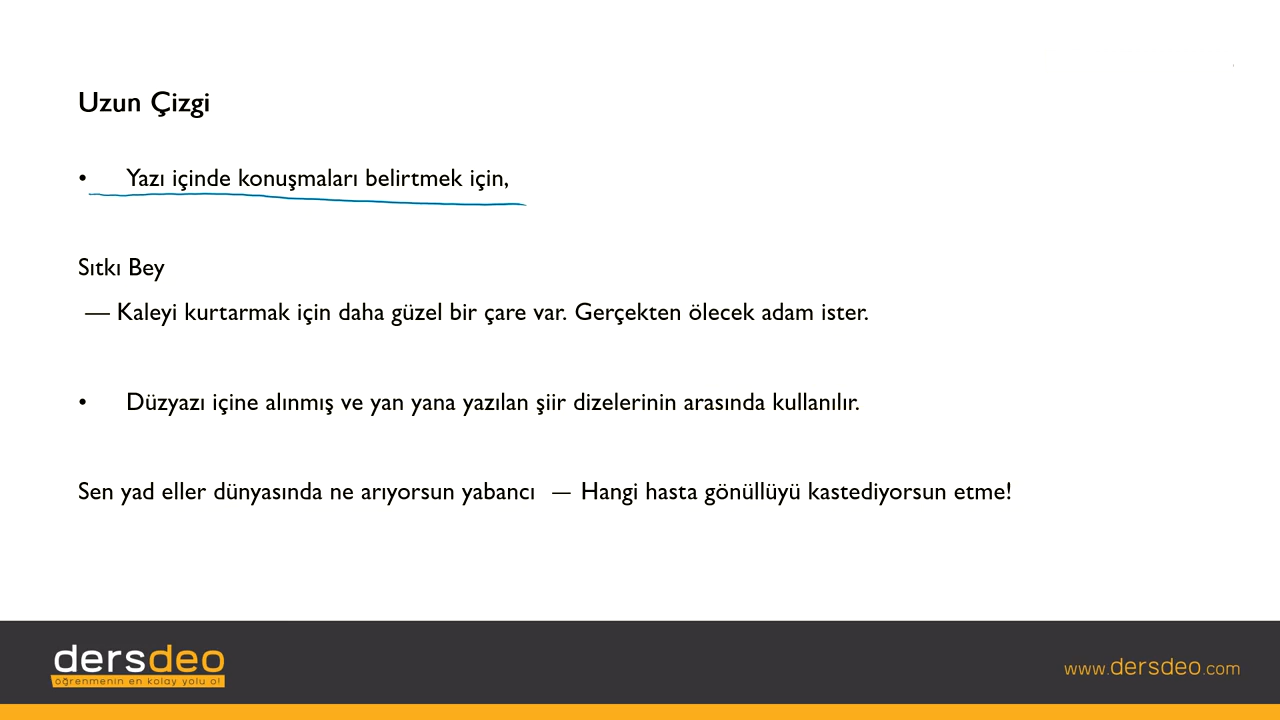 Uzun Çizgi
• Yazı içinde konuşmaları belirtmek için,
Sıtkı Bey
— Kaleyi kurtarmak için daha güzel bir çare var. Gerçekten ölecek adam ister.
• Düzyazı içine alınmış ve yan yana yazılan şiir dizelerinin arasında kullanılır.
Sen yad eller dünyasında ne arıyorsun yabancı — Hangi hasta gönüllüyü kastediyorsun etme!
dersdeo
öğrenmenin en kolay yolu o!
www.dersdeo.com